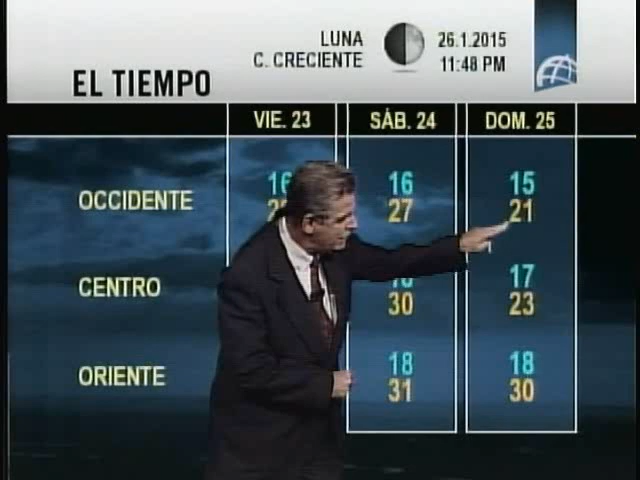 LUNA
C. CRECIENTE
26.1.2015
11:48 PM
EL TIEMPO
VIE. 23 SÁB. 24 DOM. 25
OCCIDENTE 16 16 15
27 21
CENTRO 17
30 23
ORIENTE 18 18
31 30